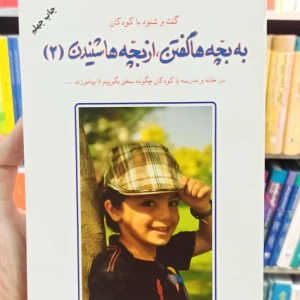 چاپ چهلم
گفت و شنود با کودکان
به بچه ها گفتن، از بچه ها شنیدن (۲)
در خانه و مدرسه با کودکان چگونه سخن بگوییم تا بیاموزند ...